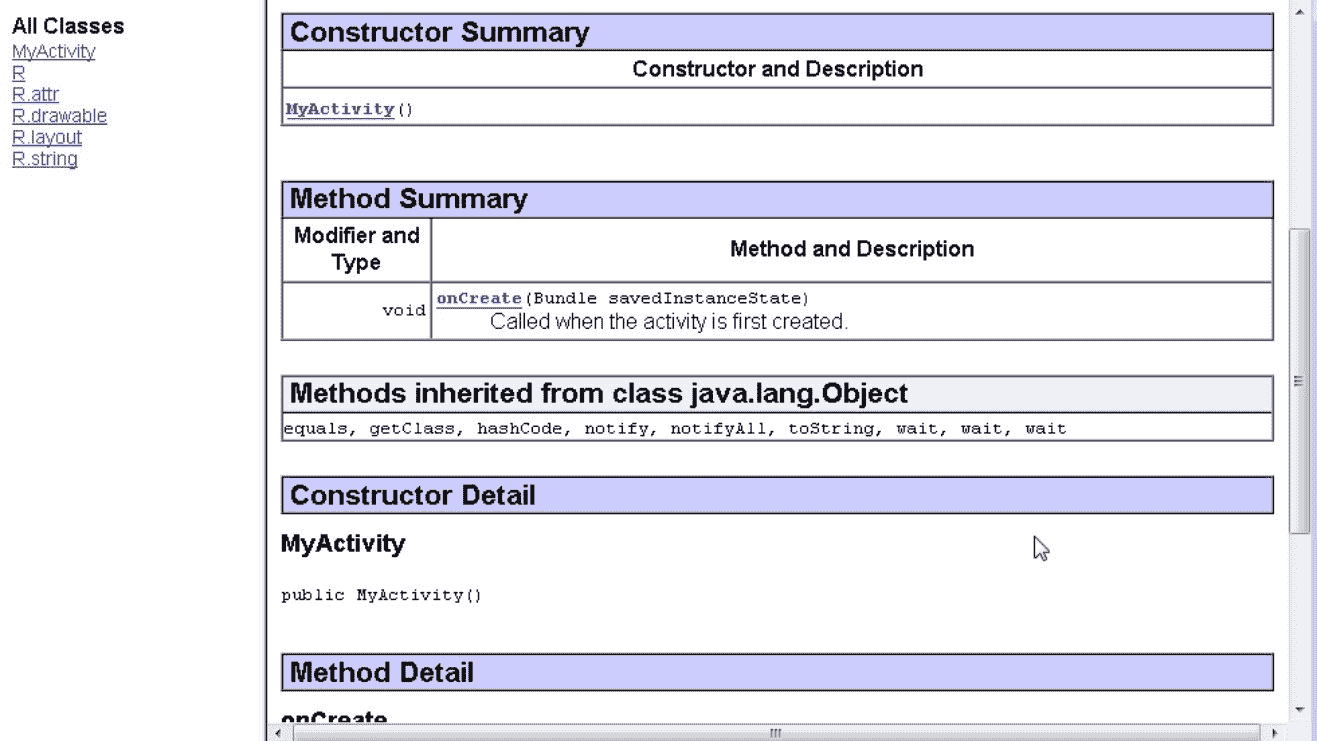 All Classes
MyActivity
R
R.attr
R.drawable
R.layout
R.string
Constructor Summary
Constructor and Description
MyActivity()
Method Summary
Modifier and
Type
Method and Description
void
onCreate(Bundle savedInstanceState)
Called when the activity is first created.
Methods inherited from class java.lang.Object
equals, getClass, hashCode, notify, notifyAll, toString, wait, wait, wait
Constructor Detail
MyActivity
public MyActivity()
Method Detail
onCreate